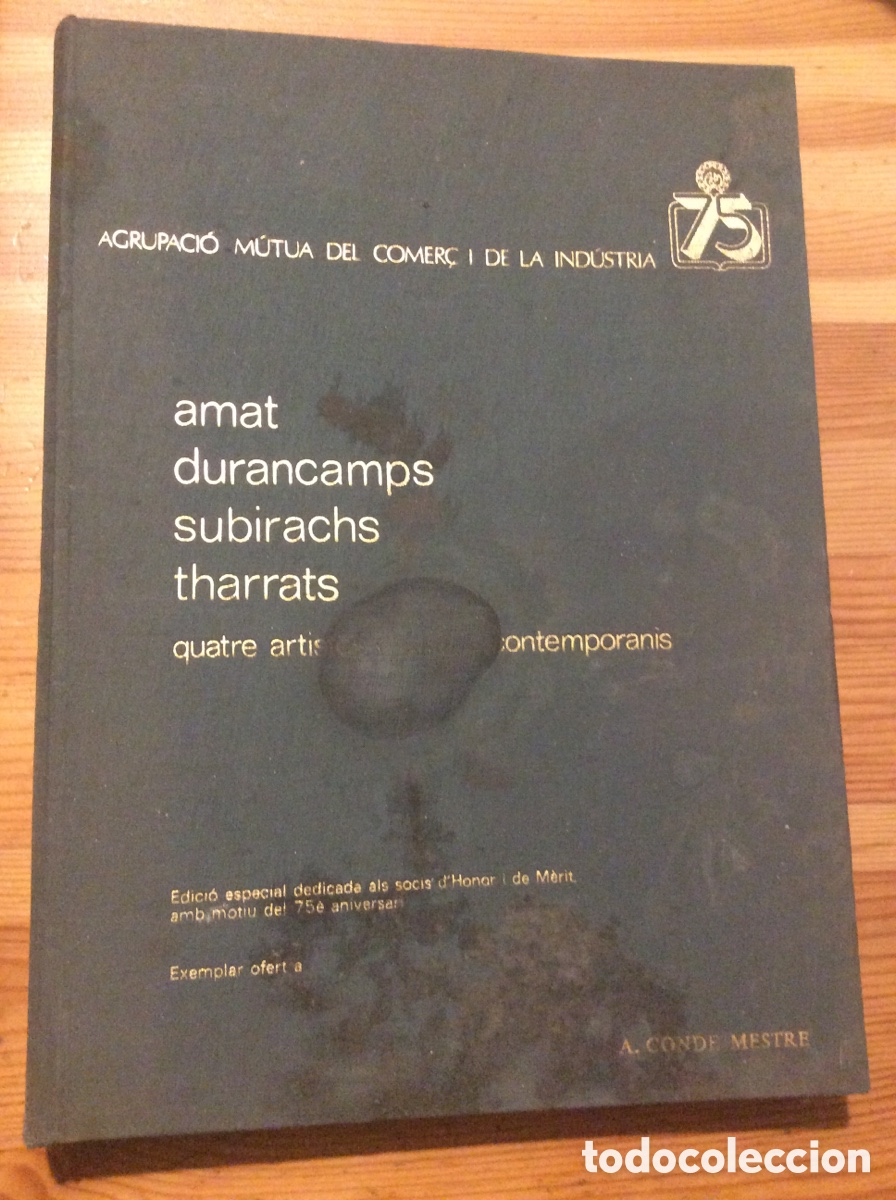 AGRUPACIÓ MÚTUA DEL COMERÇ I DE LA INDÚSTRIA
75
amat
durancamps
subirachs
tharrats
quatre artistes contemporanis
Edició especial dedicada als socis d'Honor i de Mèrit
amb motiu del 75è aniversari
Exemplar ofert a
A. CONDE MESTRE
todocoleccion